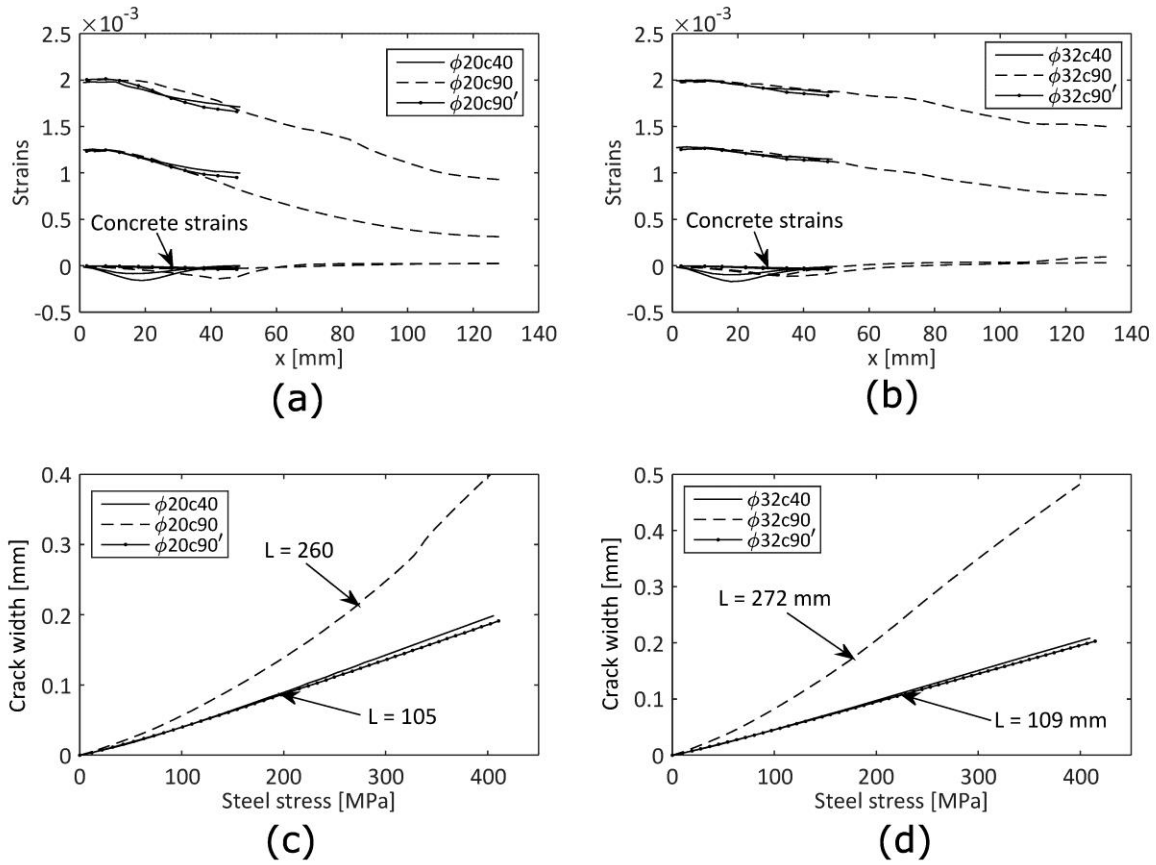 ×10⁻³
2.5
2
1.5
1
0.5
0
-0.5
Strains
ϕ20c40
ϕ20c90
ϕ20c90′
Concrete strains
0 20 40 60 80 100 120 140
x [mm]
(a)
×10⁻³
2.5
2
1.5
1
0.5
0
-0.5
Strains
ϕ32c40
ϕ32c90
ϕ32c90′
Concrete strains
0 20 40 60 80 100 120 140
x [mm]
(b)
0.4
0.3
0.2
0.1
0
Crack width [mm]
ϕ20c40
ϕ20c90
ϕ20c90′
L = 260
L = 105
0 100 200 300 400
Steel stress [MPa]
(c)
0.5
0.4
0.3
0.2
0.1
0
Crack width [mm]
ϕ32c40
ϕ32c90
ϕ32c90′
L = 272 mm
L = 109 mm
0 100 200 300 400
Steel stress [MPa]
(d)